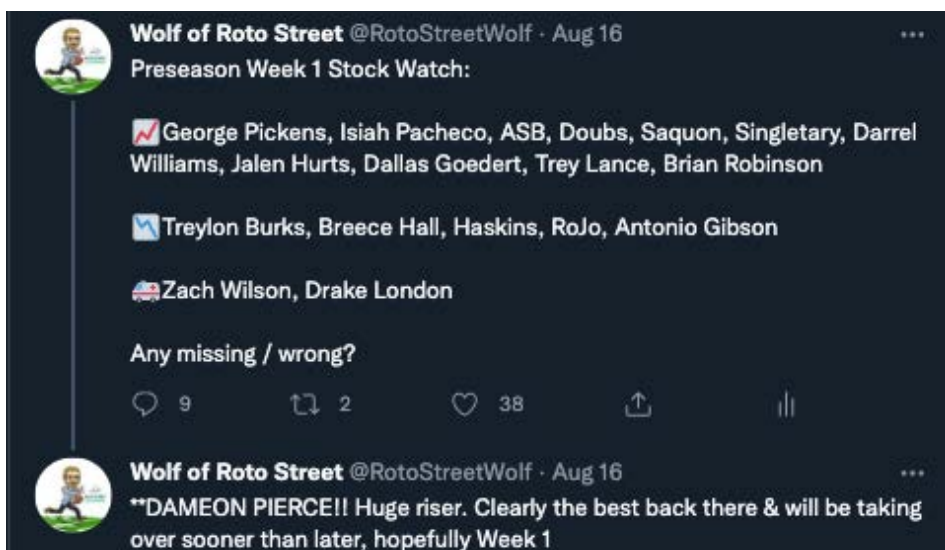 Wolf of Roto Street @RotoStreetWolf · Aug 16
Preseason Week 1 Stock Watch:
📈George Pickens, Isiah Pacheco, ASB, Doubs, Saquon, Singletary, Darrel
Williams, Jalen Hurts, Dallas Goedert, Trey Lance, Brian Robinson
📉Treylon Burks, Breece Hall, Haskins, RoJo, Antonio Gibson
🚑Zach Wilson, Drake London
Any missing / wrong?
9 2 38
Wolf of Roto Street @RotoStreetWolf · Aug 16
**DAMEON PIERCE!! Huge riser. Clearly the best back there & will be taking
over sooner than later, hopefully Week 1